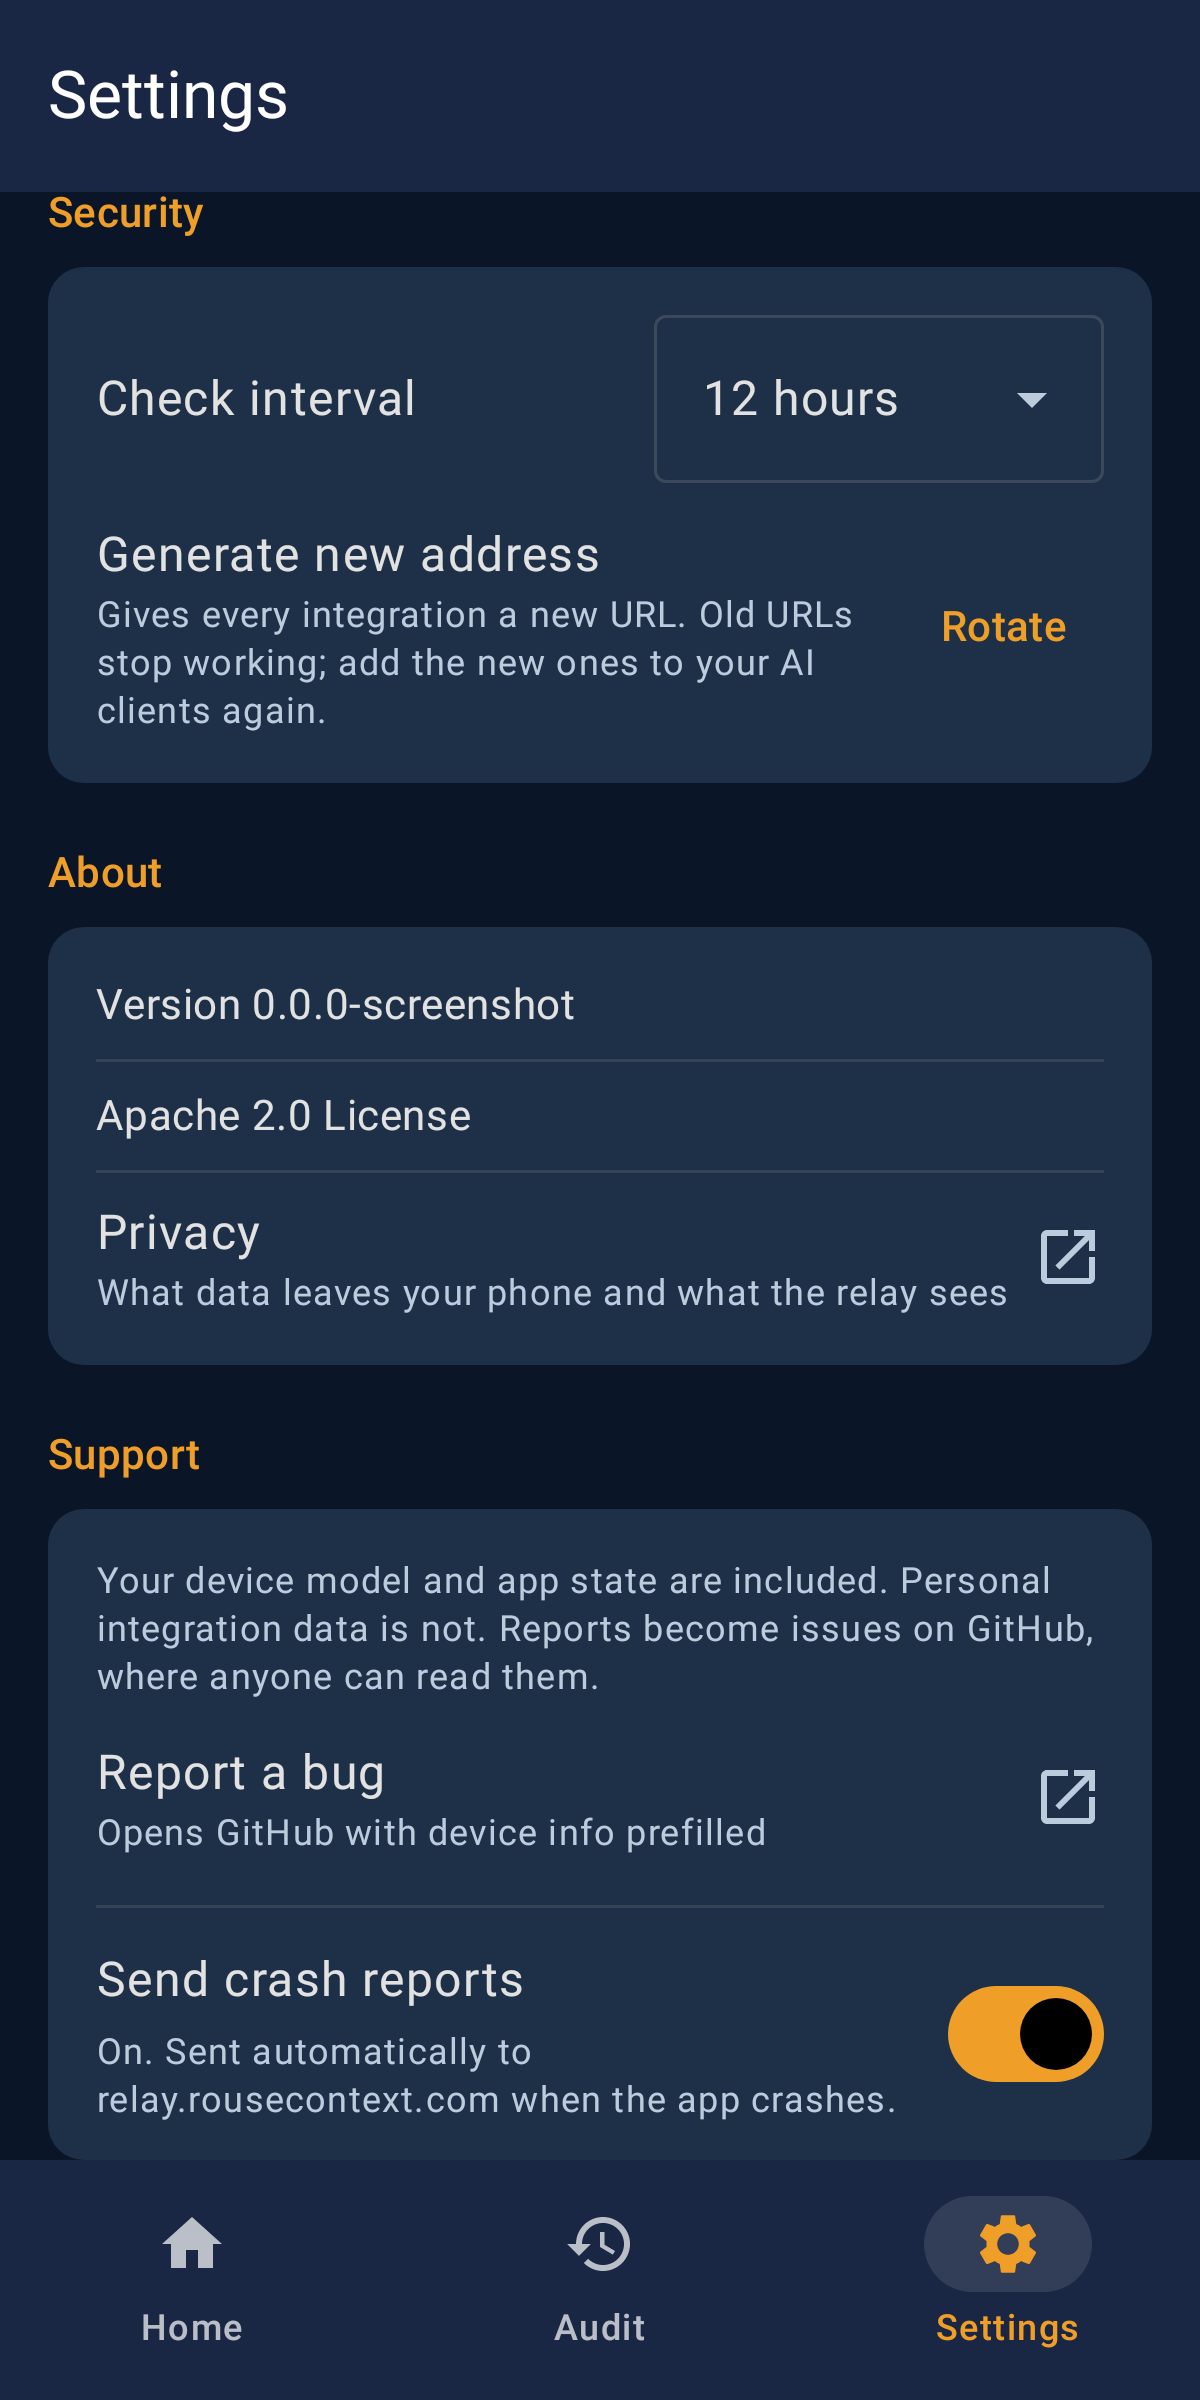 Settings
Security
Check interval
12 hours
Generate new address
Gives every integration a new URL. Old URLs
stop working; add the new ones to your AI
clients again.
Rotate
About
Version 0.0.0-screenshot
Apache 2.0 License
Privacy
What data leaves your phone and what the relay sees
Support
Your device model and app state are included. Personal
integration data is not. Reports become issues on GitHub,
where anyone can read them.
Report a bug
Opens GitHub with device info prefilled
Send crash reports
On. Sent automatically to
relay.rousecontext.com when the app crashes.
Home
Audit
Settings